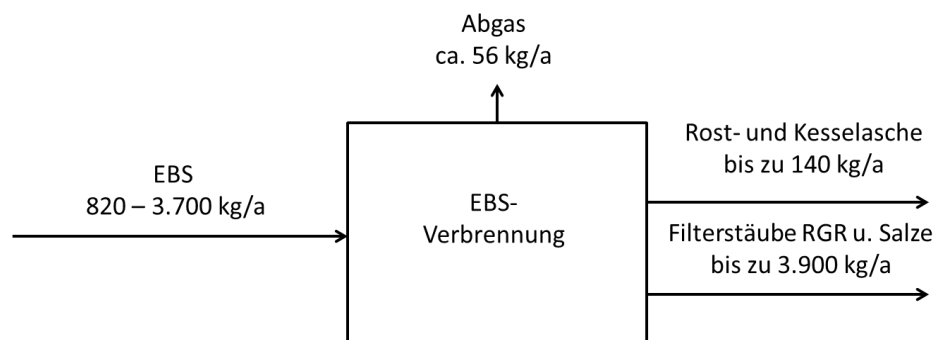 Abgas
ca. 56 kg/a
EBS
820 – 3.700 kg/a
EBS-
Verbrennung
Rost- und Kesselasche
bis zu 140 kg/a
Filterstäube RGR u. Salze
bis zu 3.900 kg/a